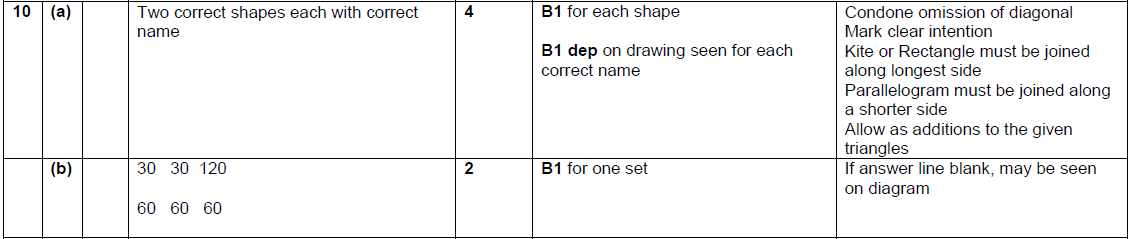 10 (a) Two correct shapes each with correct name 4 B1 for each shape Condone omission of diagonal
Mark clear intention
B1 dep on drawing seen for each correct name Kite or Rectangle must be joined along longest side
Parallelogram must be joined along a shorter side
Allow as additions to the given triangles
(b) 30 30 120 2 B1 for one set If answer line blank, may be seen on diagram
60 60 60